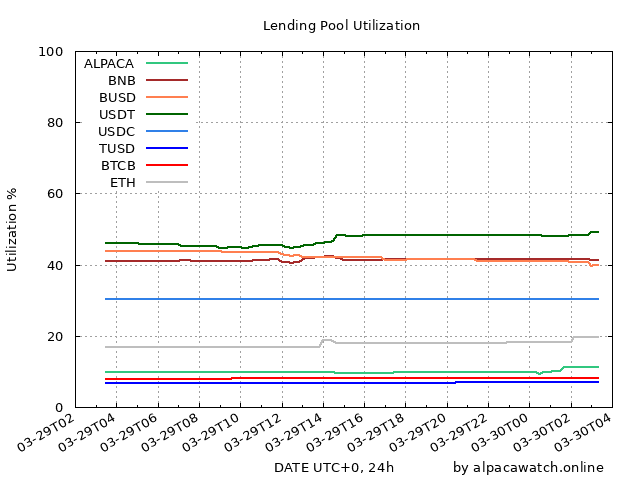 Lending Pool Utilization
100
80
60
40
20
0
Utilization %
ALPACA
BNB
BUSD
USDT
USDC
TUSD
BTCB
ETH
03-29T02
03-29T04
03-29T06
03-29T08
03-29T10
03-29T12
03-29T14
03-29T16
03-29T18
03-29T20
03-29T22
03-30T00
03-30T02
03-30T04
DATE UTC+0, 24h
by alpacawatch.online